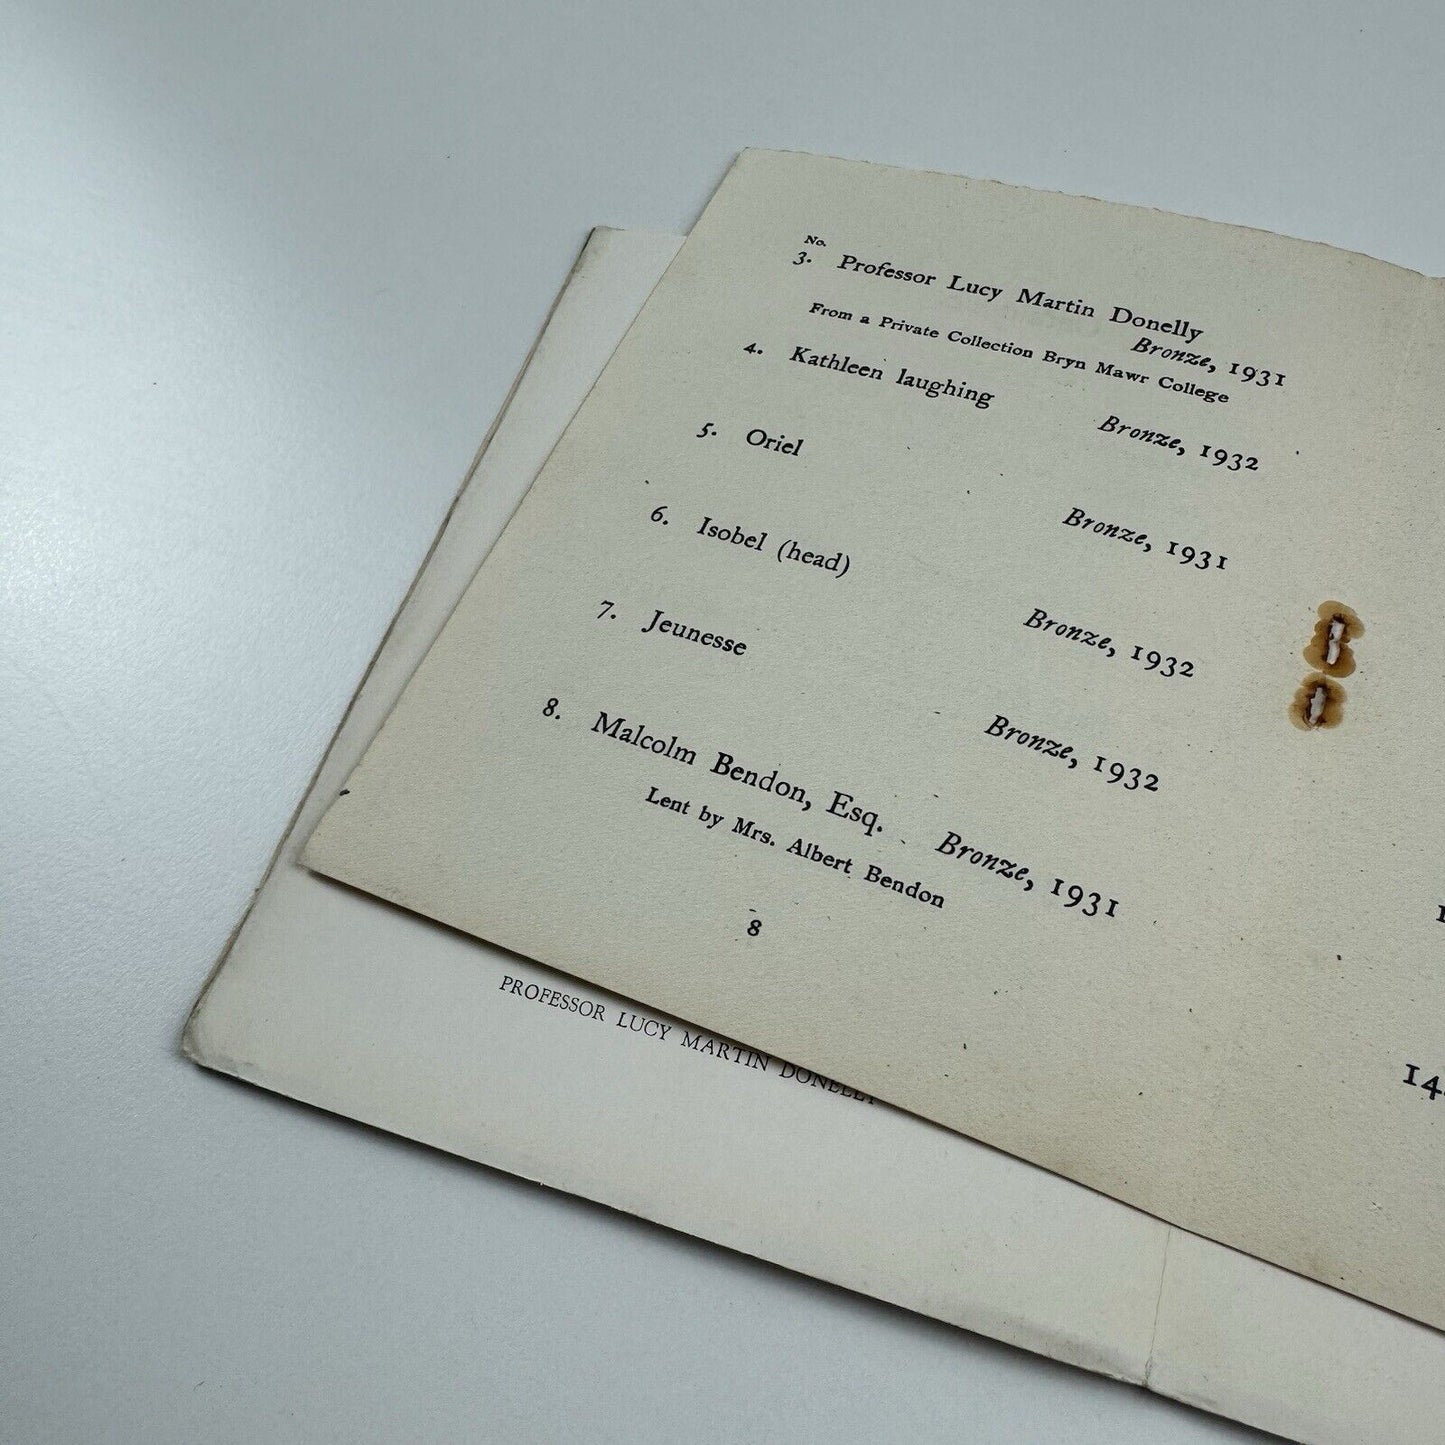 No.
3. Professor Lucy Martin Donelly
Bronze, 1931
From a Private Collection Bryn Mawr College
4. Kathleen laughing Bronze, 1932
5. Oriel Bronze, 1931
6. Isobel (head) Bronze, 1932
7. Jeunesse Bronze, 1932
8. Malcolm Bendon, Esq. Bronze, 1931
Lent by Mrs. Albert Bendon
8
PROFESSOR LUCY MARTIN DONELLY